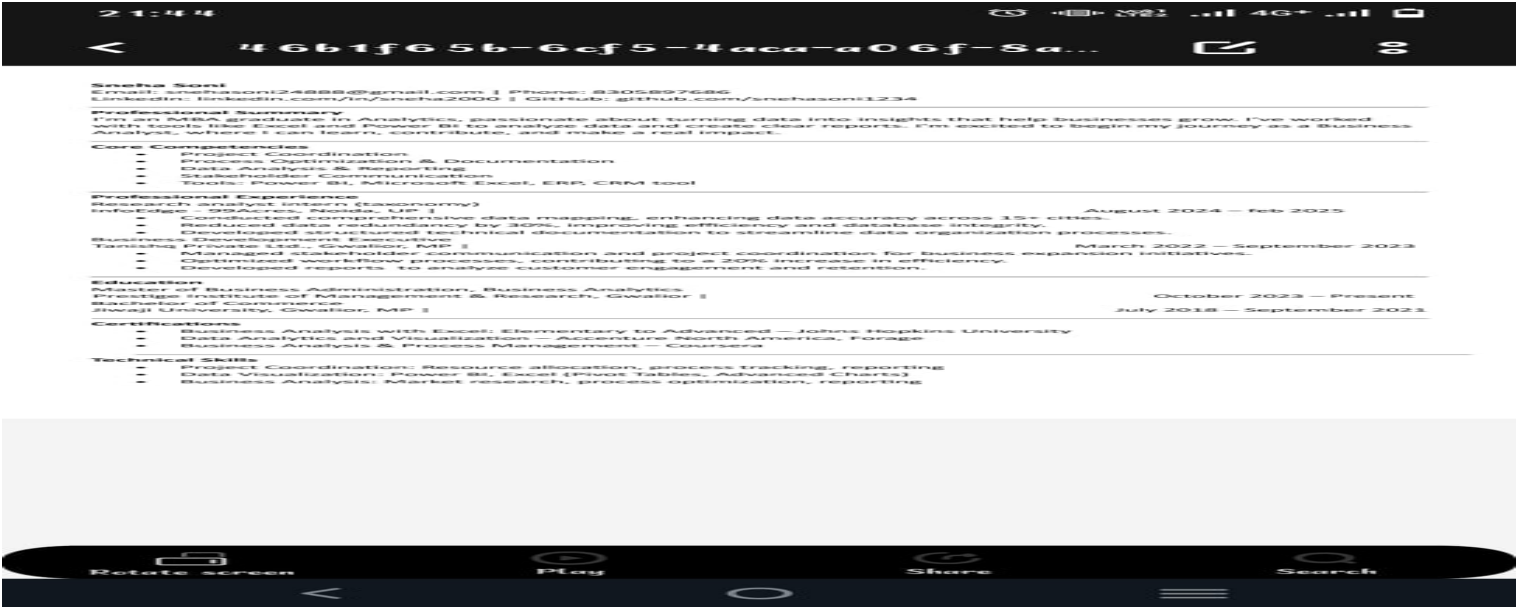 21:44
4G+
46b1f65b-6cf5-4aca-a06f-8a...
Sneha Soni
Email: snehasoni24888@gmail.com | Phone: 8305897686
LinkedIn: linkedin.com/in/sneha2000 | GitHub: github.com/snehasoni1234
Professional Summary
I'm an MBA graduate in Analytics, passionate about turning data into insights that help businesses grow. I've worked
with tools like Excel and Power BI to analyze data and create clear reports. I'm excited to begin my journey as a Business
Analyst, where I can learn, contribute, and make a real impact.
Core Competencies
• Project Coordination
• Process Optimization & Documentation
• Data Analysis & Reporting
• Stakeholder Communication
• Tools: Power BI, Microsoft Excel, ERP, CRM tool
Professional Experience
Research analyst intern (taxonomy)
InfoEdge - 99Acres, Noida, UP | August 2024 – feb 2025
• Conducted comprehensive data mapping, enhancing data accuracy across 15+ cities.
• Reduced data redundancy by 30%, improving efficiency and database integrity.
• Developed structured technical documentation to streamline data organization processes.
Business Development Executive
Tanishq Private Ltd., Gwalior, MP | March 2022 – September 2023
• Managed stakeholder communication and project coordination for business expansion initiatives.
• Optimized workflow processes, contributing to a 20% increase in efficiency.
• Developed reports to analyze customer engagement and retention.
Education
Master of Business Administration, Business Analytics
Prestige Institute of Management & Research, Gwalior | October 2023 – Present
Bachelor of Commerce
Jiwaji University, Gwalior, MP | July 2018 – September 2021
Certifications
• Business Analysis with Excel: Elementary to Advanced – Johns Hopkins University
• Data Analytics and Visualization – Accenture North America, Forage
• Business Analysis & Process Management – Coursera
Technical Skills
• Project Coordination: Resource allocation, process tracking, reporting
• Data Visualization: Power BI, Excel (Pivot Tables, Advanced Charts)
• Business Analysis: Market research, process optimization, reporting
Rotate screen Play Share Search